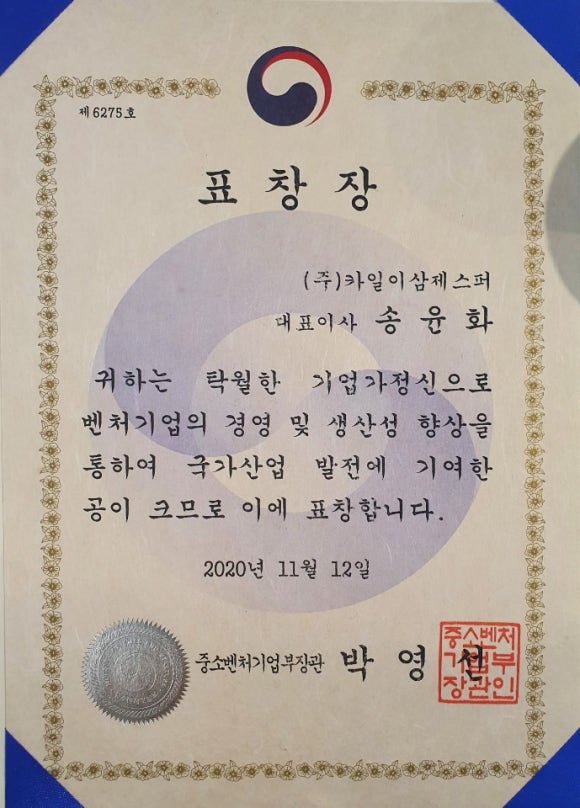 제 6275 호
표 창 장
(주)카일이삼제스퍼
대표이사 송 윤 화
귀하는 탁월한 기업가정신으로
벤처기업의 경영 및 생산성 향상을
통하여 국가산업 발전에 기여한
공이 크므로 이에 표창합니다.
2020년 11월 12일
중소벤처기업부장관 박 영 선
중소벤처
기업부
장관인